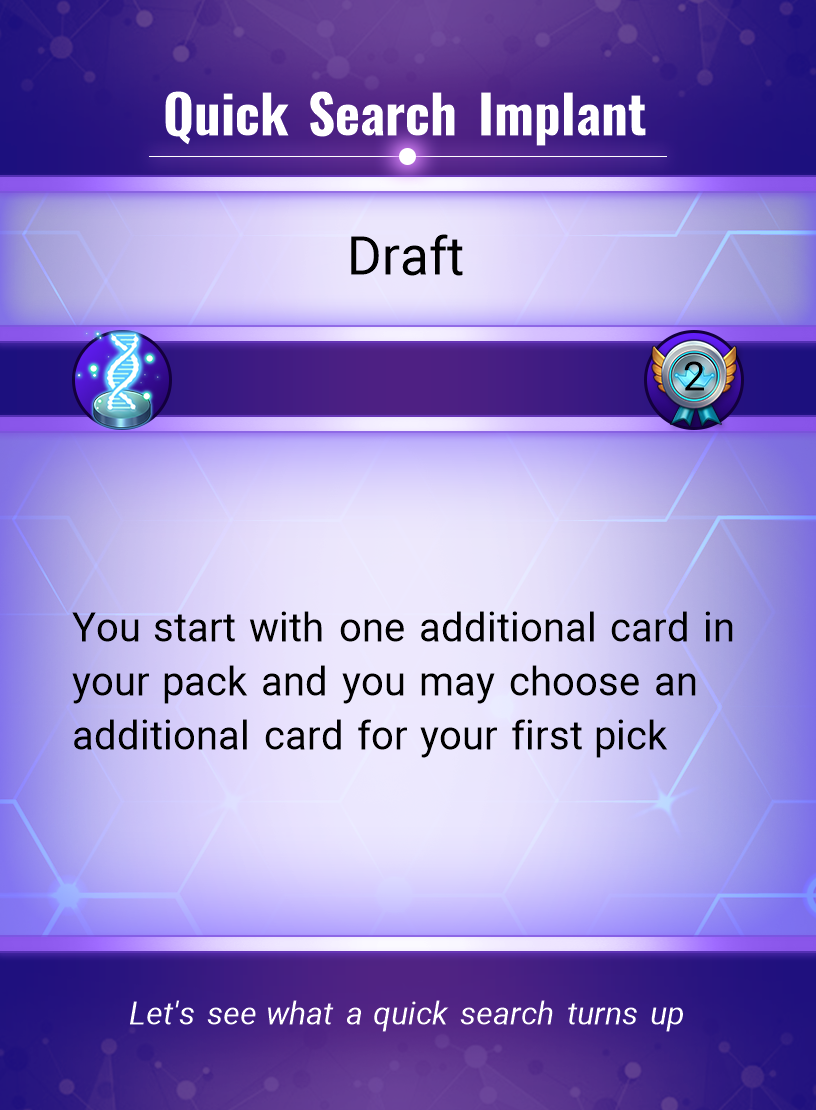 Quick Search Implant
Draft
2
You start with one additional card in
your pack and you may choose an
additional card for your first pick
Let's see what a quick search turns up